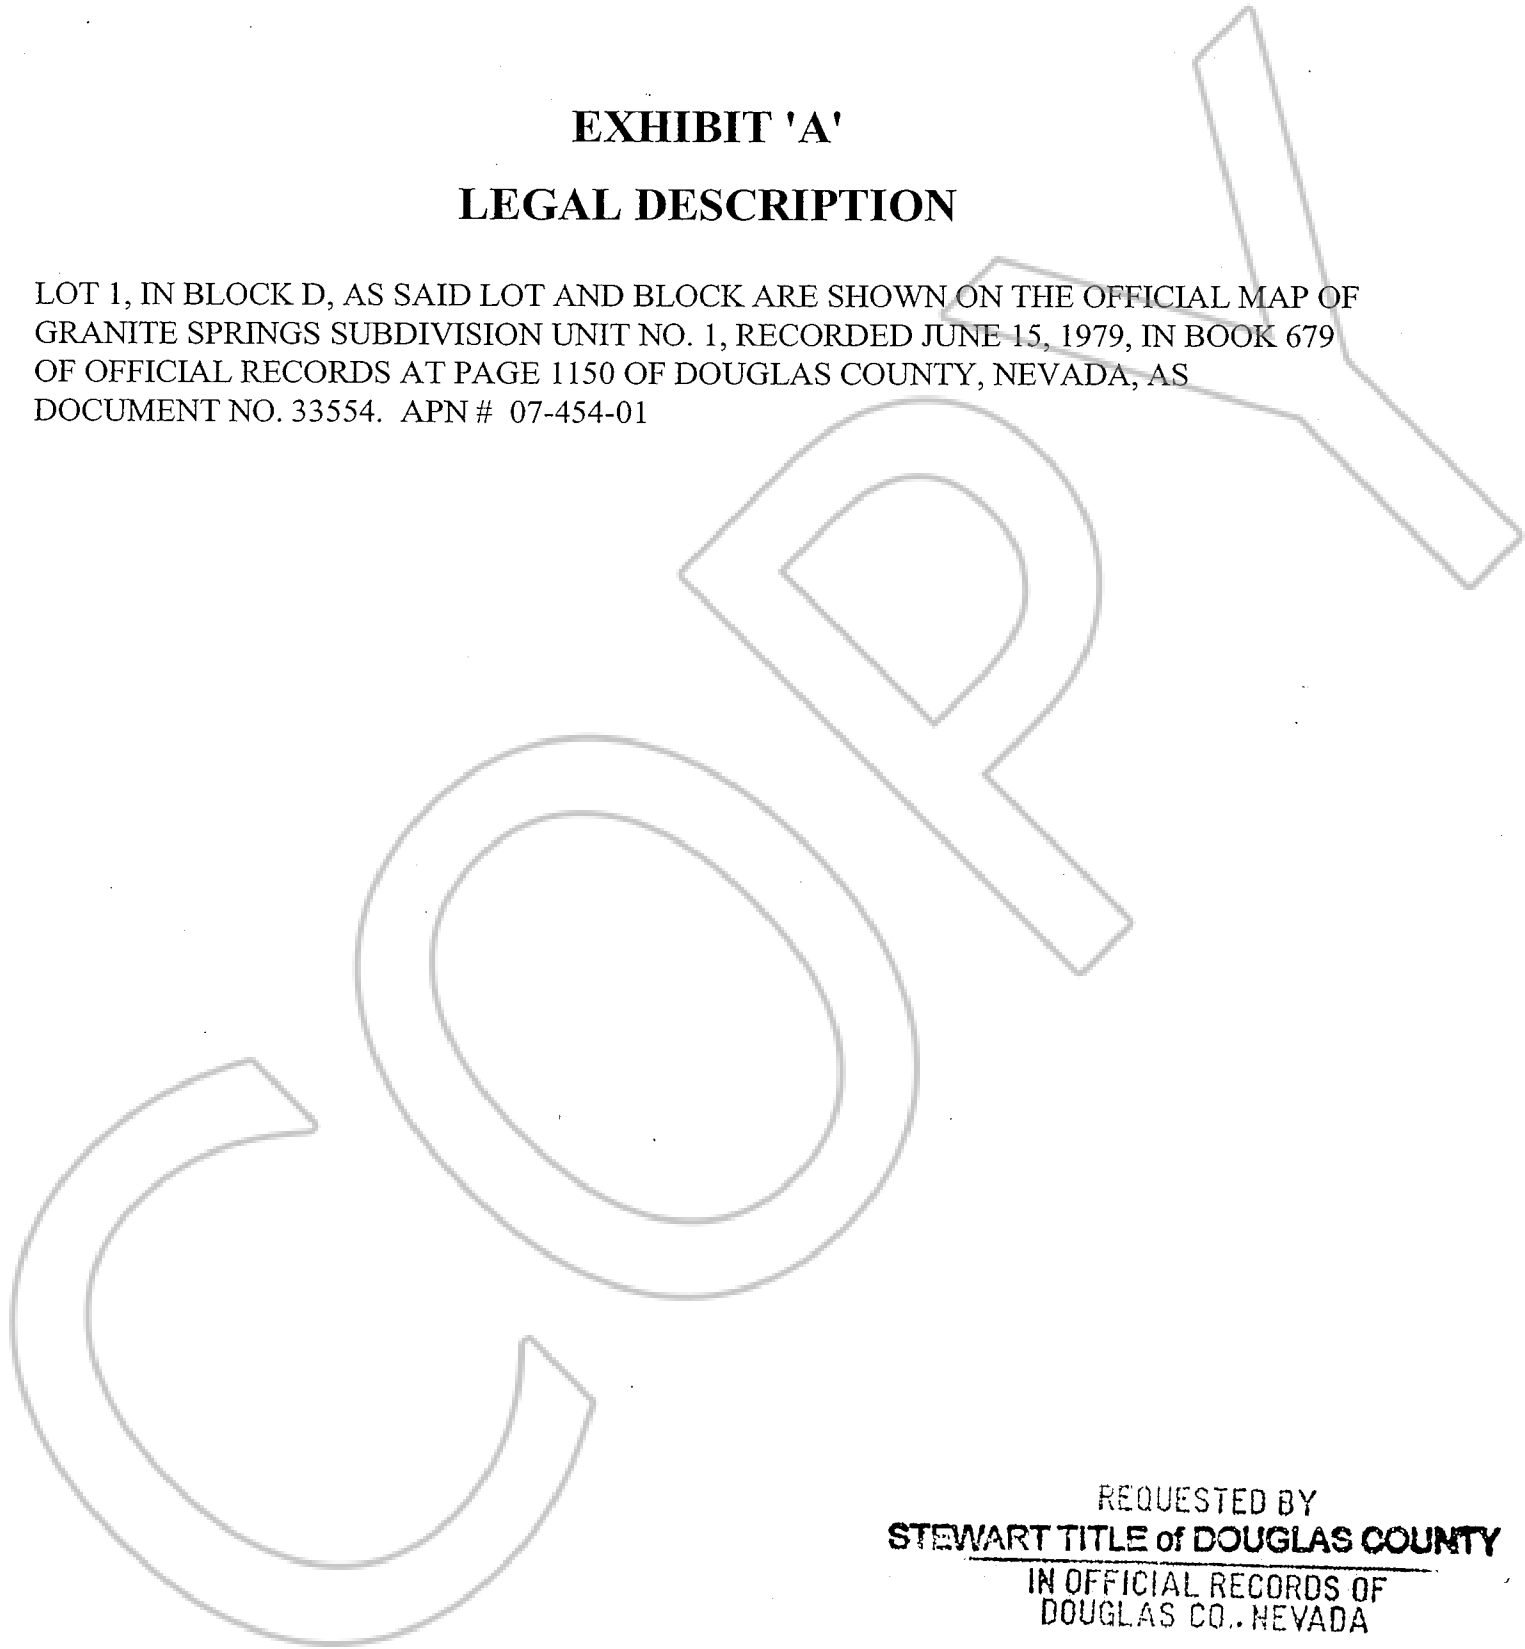 EXHIBIT 'A'
LEGAL DESCRIPTION
LOT 1, IN BLOCK D, AS SAID LOT AND BLOCK ARE SHOWN ON THE OFFICIAL MAP OF
GRANITE SPRINGS SUBDIVISION UNIT NO. 1, RECORDED JUNE 15, 1979, IN BOOK 679
OF OFFICIAL RECORDS AT PAGE 1150 OF DOUGLAS COUNTY, NEVADA, AS
DOCUMENT NO. 33554. APN # 07-454-01
COPY
REQUESTED BY
STEWART TITLE of DOUGLAS COUNTY
IN OFFICIAL RECORDS OF
DOUGLAS CO., NEVADA